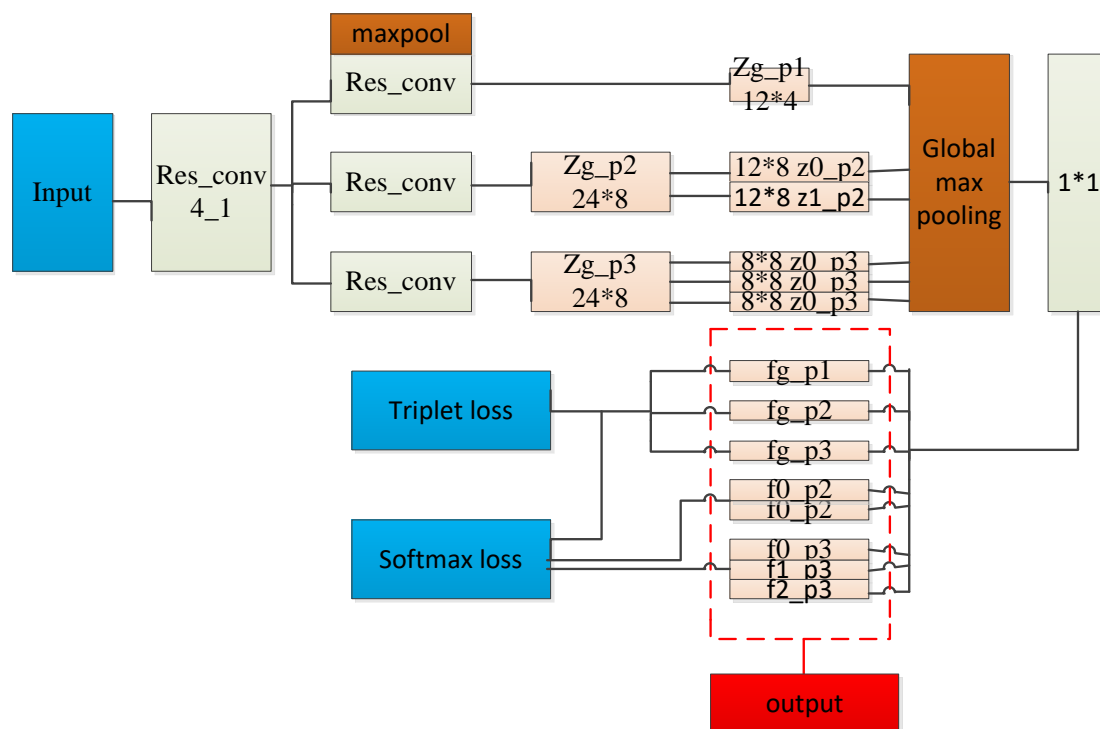 maxpool
Res_conv
Zg_p1
12*4
Input
Res_conv
4_1
Res_conv
Zg_p2
24*8
12*8 z0_p2
12*8 z1_p2
Global
max
pooling
1*1
Res_conv
Zg_p3
24*8
8*8 z0_p3
8*8 z0_p3
8*8 z0_p3
Triplet loss
fg_p1
fg_p2
fg_p3
Softmax loss
f0_p2
f0_p2
f0_p3
f1_p3
f2_p3
output